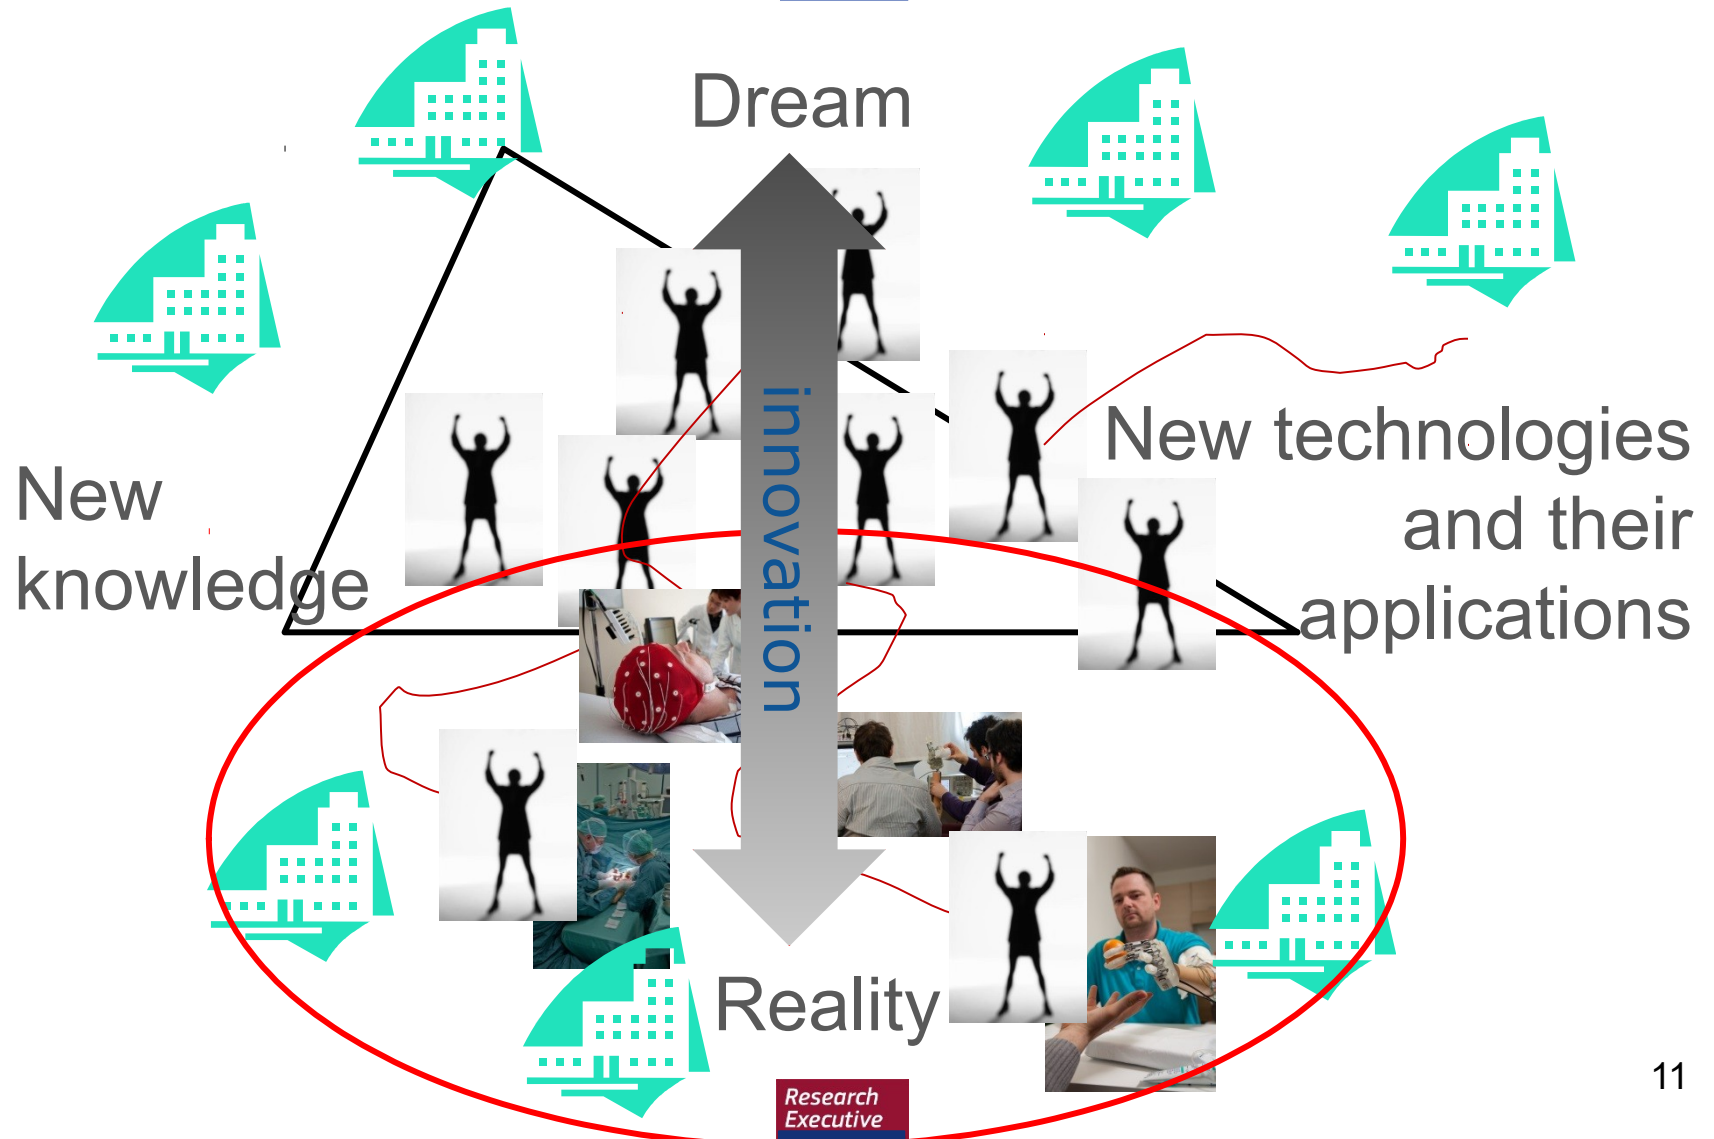 Dream
innovation
New
knowledge
New technologies
and their
applications
Reality
Research
Executive
11